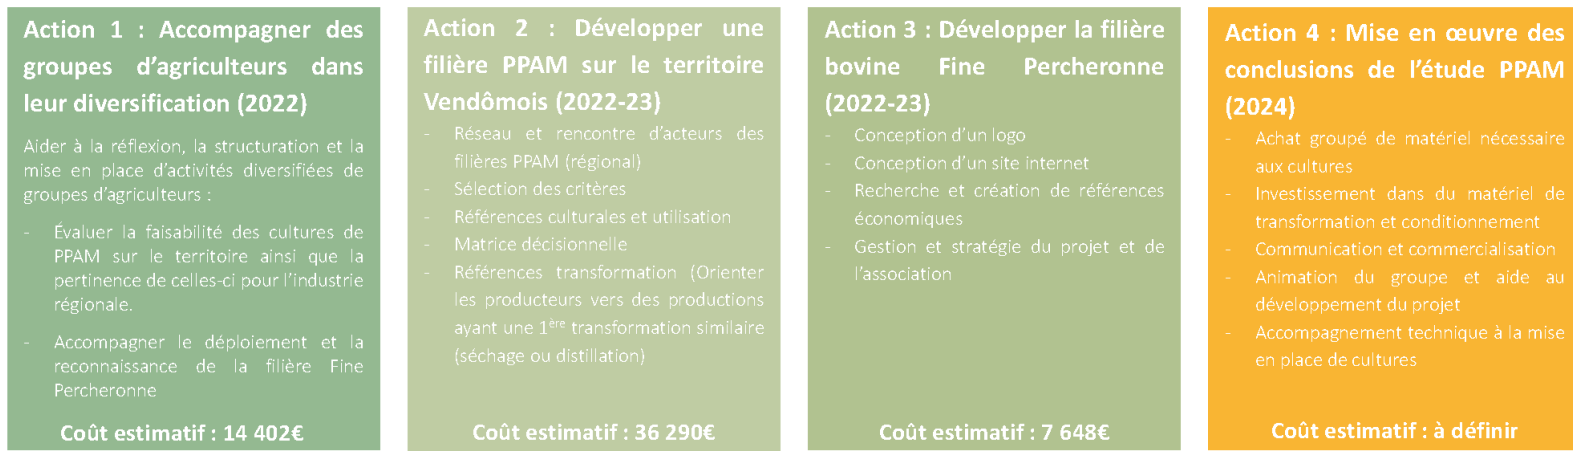 Action 1 : Accompagner des
groupes d’agriculteurs dans
leur diversification (2022)
Aider à la réflexion, la structuration et la
mise en place d’activités diversifiées de
groupes d’agriculteurs :
- Évaluer la faisabilité des cultures de
PPAM sur le territoire ainsi que la
pertinence de celles-ci pour l’industrie
régionale.
- Accompagner le déploiement et la
reconnaissance de la filière Fine
Percheronne
Coût estimatif : 14 402€
Action 2 : Développer une
filière PPAM sur le territoire
Vendômois (2022-23)
- Réseau et rencontre d’acteurs des
filières PPAM (régional)
- Sélection des critères
- Références culturales et utilisation
- Matrice décisionnelle
- Références transformation (Orienter
les producteurs vers des productions
ayant une 1ère transformation similaire
(séchage ou distillation)
Coût estimatif : 36 290€
Action 3 : Développer la filière
bovine Fine Percheronne
(2022-23)
- Conception d’un logo
- Conception d’un site internet
- Recherche et création de références
économiques
- Gestion et stratégie du projet et de
l’association
Coût estimatif : 7 648€
Action 4 : Mise en œuvre des
conclusions de l’étude PPAM
(2024)
- Achat groupé de matériel nécessaire
aux cultures
- Investissement dans du matériel de
transformation et conditionnement
- Communication et commercialisation
- Animation du groupe et aide au
développement du projet
- Accompagnement technique à la mise
en place de cultures
Coût estimatif : à définir